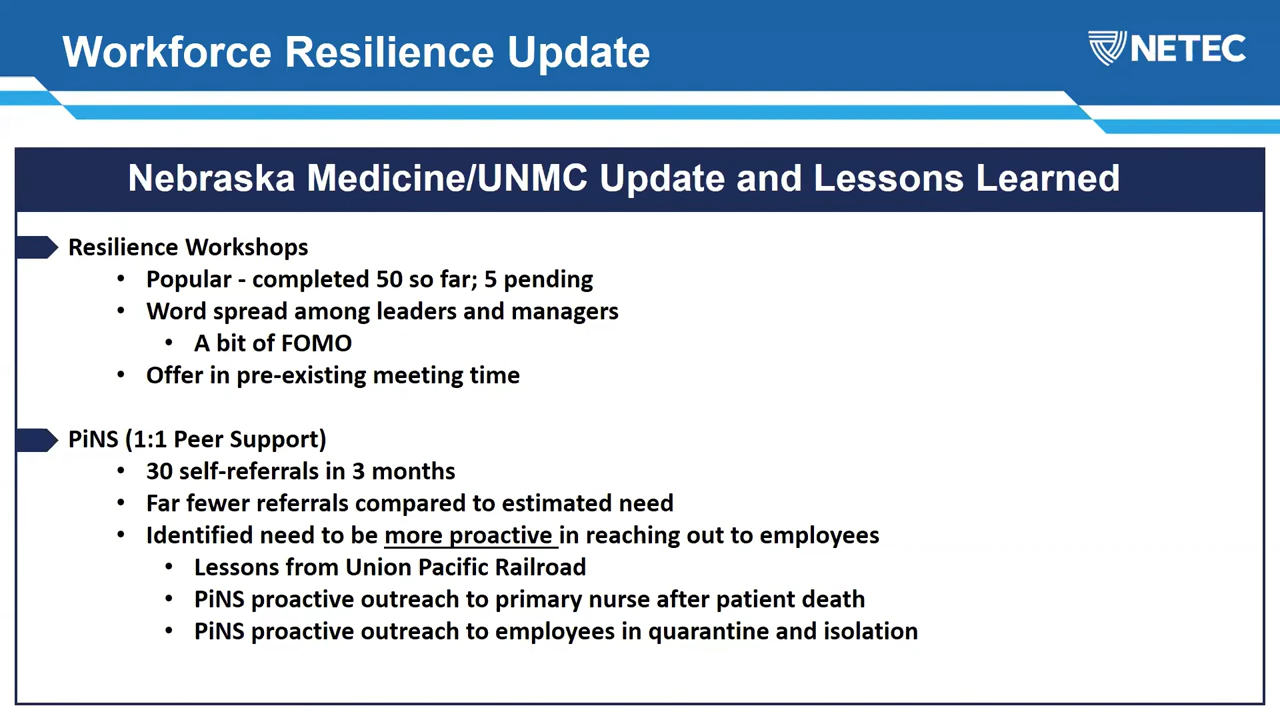 Workforce Resilience Update
NETEC
Nebraska Medicine/UNMC Update and Lessons Learned
Resilience Workshops
• Popular - completed 50 so far; 5 pending
• Word spread among leaders and managers
• A bit of FOMO
• Offer in pre-existing meeting time
PiNS (1:1 Peer Support)
• 30 self-referrals in 3 months
• Far fewer referrals compared to estimated need
• Identified need to be more proactive in reaching out to employees
• Lessons from Union Pacific Railroad
• PiNS proactive outreach to primary nurse after patient death
• PiNS proactive outreach to employees in quarantine and isolation